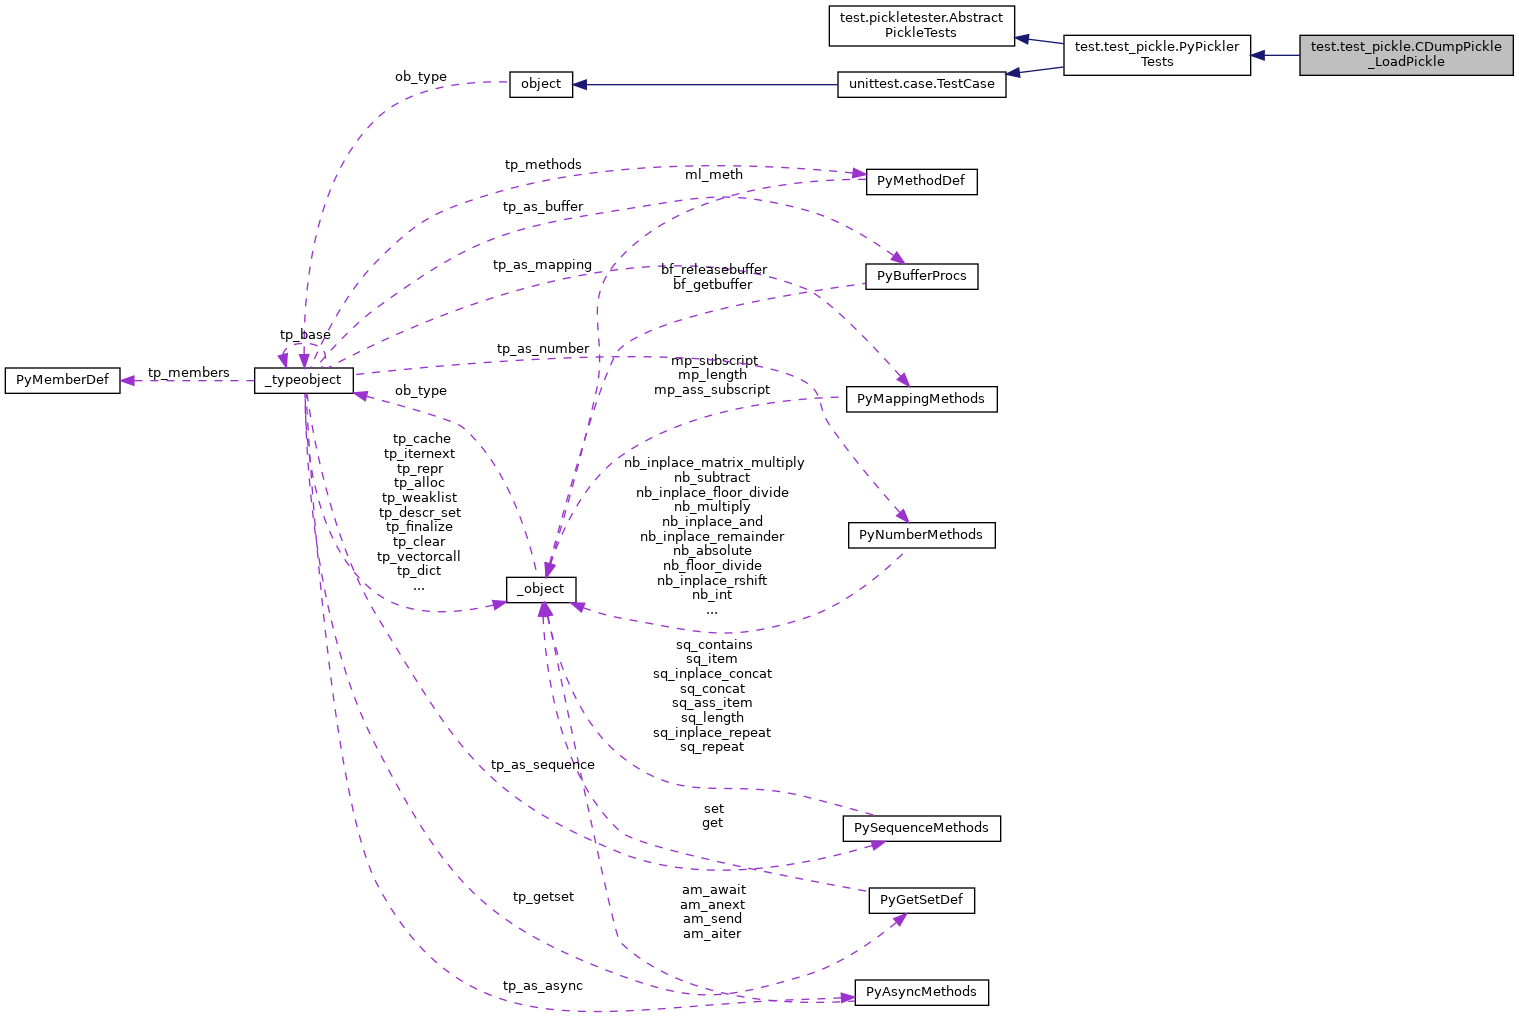 test.pickletester.Abstract
PickleTests
test.test_pickle.PyPickler
Tests
test.test_pickle.CDumpPickle
_LoadPickle
ob_type
object
unittest.case.TestCase
tp_methods
ml_meth
PyMethodDef
tp_as_buffer
tp_as_mapping
bf_releasebuffer
bf_getbuffer
PyBufferProcs
tp_base
tp_as_number
PyMemberDef
tp_members
_typeobject
ob_type
mp_subscript
mp_length
mp_ass_subscript
PyMappingMethods
tp_cache
tp_iternext
tp_repr
tp_alloc
tp_weaklist
tp_descr_set
tp_finalize
tp_clear
tp_vectorcall
tp_dict
...
nb_inplace_matrix_multiply
nb_subtract
nb_inplace_floor_divide
nb_multiply
nb_inplace_and
nb_inplace_remainder
nb_absolute
nb_floor_divide
nb_inplace_rshift
nb_int
...
PyNumberMethods
_object
sq_contains
sq_item
sq_inplace_concat
sq_concat
sq_ass_item
sq_length
sq_inplace_repeat
sq_repeat
tp_as_sequence
set
get
PySequenceMethods
tp_getset
am_await
am_anext
am_send
am_aiter
PyGetSetDef
tp_as_async
PyAsyncMethods